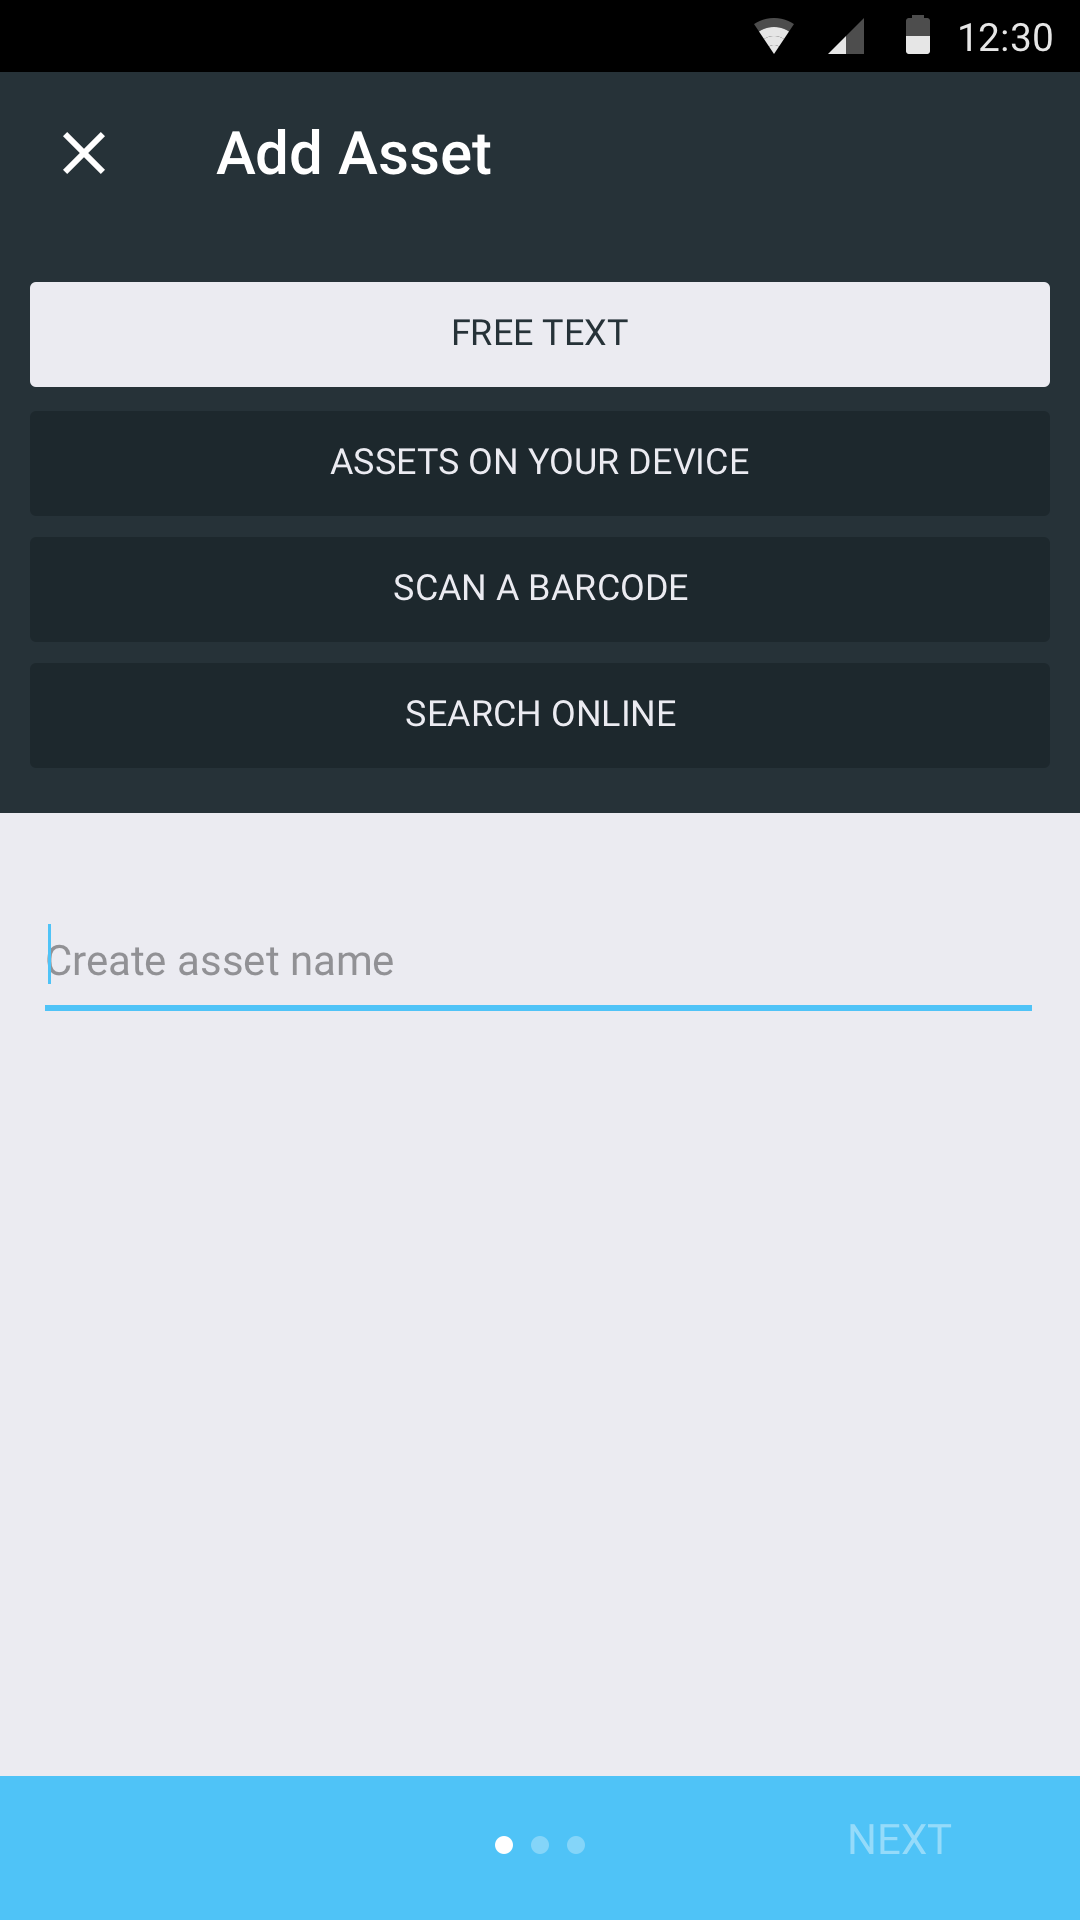 12:30
Add Asset
FREE TEXT
ASSETS ON YOUR DEVICE
SCAN A BARCODE
SEARCH ONLINE
Create asset name
NEXT